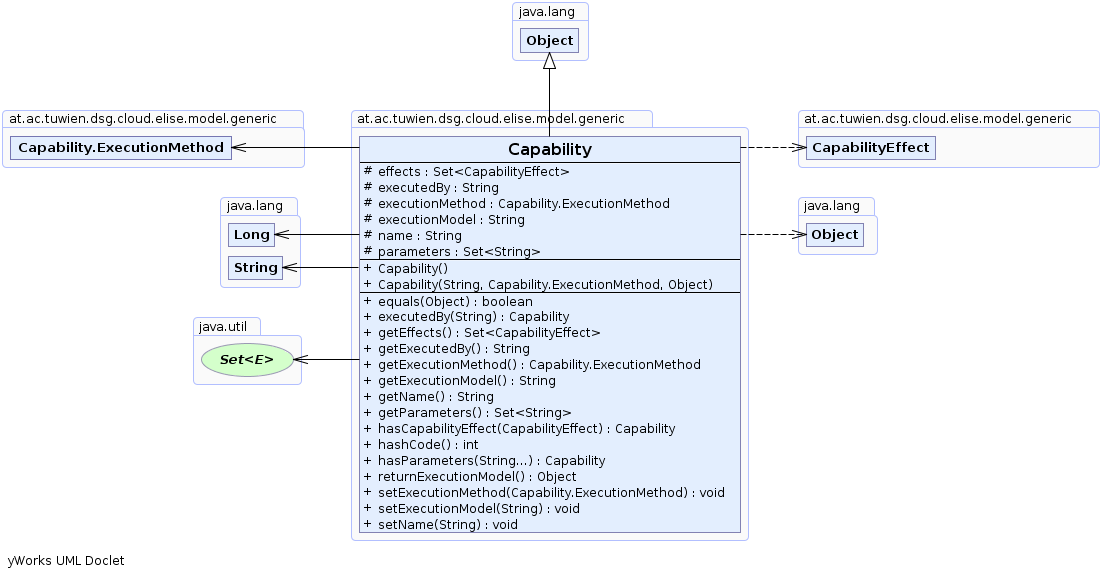 java.lang
Object
at.ac.tuwien.dsg.cloud.elise.model.generic
Capability.ExecutionMethod
at.ac.tuwien.dsg.cloud.elise.model.generic
Capability
# effects : Set<CapabilityEffect>
# executedBy : String
# executionMethod : Capability.ExecutionMethod
# executionModel : String
# name : String
# parameters : Set<String>
+ Capability()
+ Capability(String, Capability.ExecutionMethod, Object)
+ equals(Object) : boolean
+ executedBy(String) : Capability
+ getEffects() : Set<CapabilityEffect>
+ getExecutedBy() : String
+ getExecutionMethod() : Capability.ExecutionMethod
+ getExecutionModel() : String
+ getName() : String
+ getParameters() : Set<String>
+ hasCapabilityEffect(CapabilityEffect) : Capability
+ hashCode() : int
+ hasParameters(String...) : Capability
+ returnExecutionModel() : Object
+ setExecutionMethod(Capability.ExecutionMethod) : void
+ setExecutionModel(String) : void
+ setName(String) : void
at.ac.tuwien.dsg.cloud.elise.model.generic
CapabilityEffect
java.lang
Long
String
java.lang
Object
java.util
Set<E>
yWorks UML Doclet